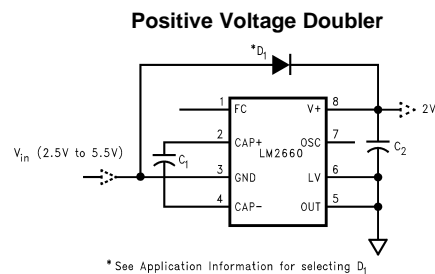 Positive Voltage Doubler
*D1
1 FC V+ 8 2V
2 CAP+ OSC 7
Vin (2.5V to 5.5V) C1 LM2660 C2
3 GND LV 6
4 CAP- OUT 5
* See Application Information for selecting D1